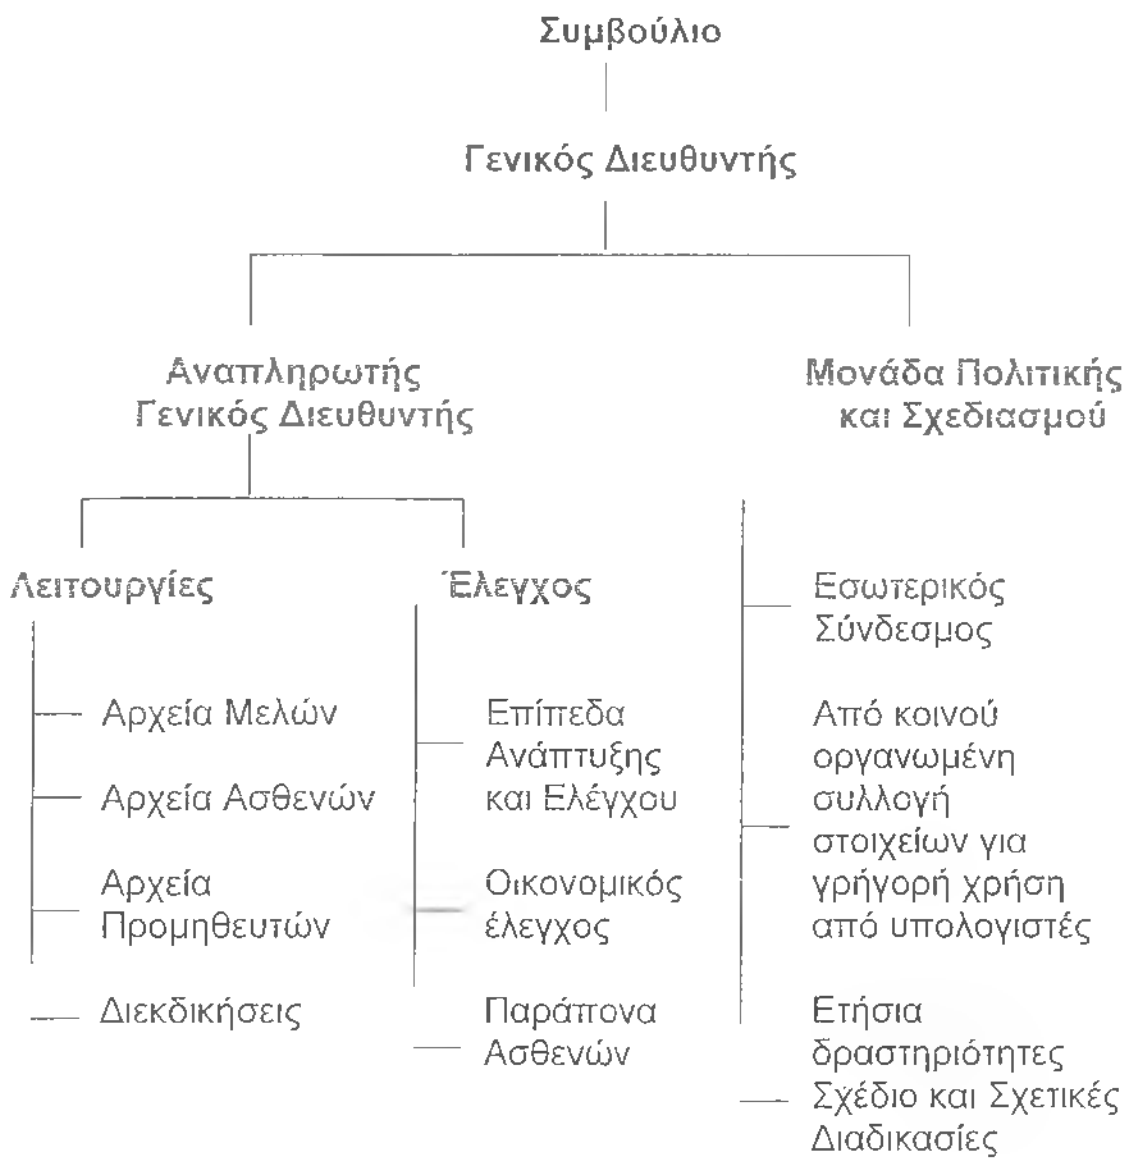 Συμβούλιο
Γενικός Διευθυντής
Αναπληρωτής
Γενικός Διευθυντής
Μονάδα Πολιτικής
και Σχεδιασμού
Λειτουργίες
Αρχεία Μελών
Αρχεία Ασθενών
Αρχεία
Προμηθευτών
Διεκδικήσεις
Έλεγχος
Επίπεδα
Ανάπτυξης
και Ελέγχου
Οικονομικός
έλεγχος
Παράπονα
Ασθενών
Εσωτερικός
Σύνδεσμος
Από κοινού
οργανωμένη
συλλογή
στοιχείων για
γρήγορή χρήση
από υπολογιστές
Ετήσια
δραστηριότητες
Σχέδιο και Σχετικές
Διαδικασίες